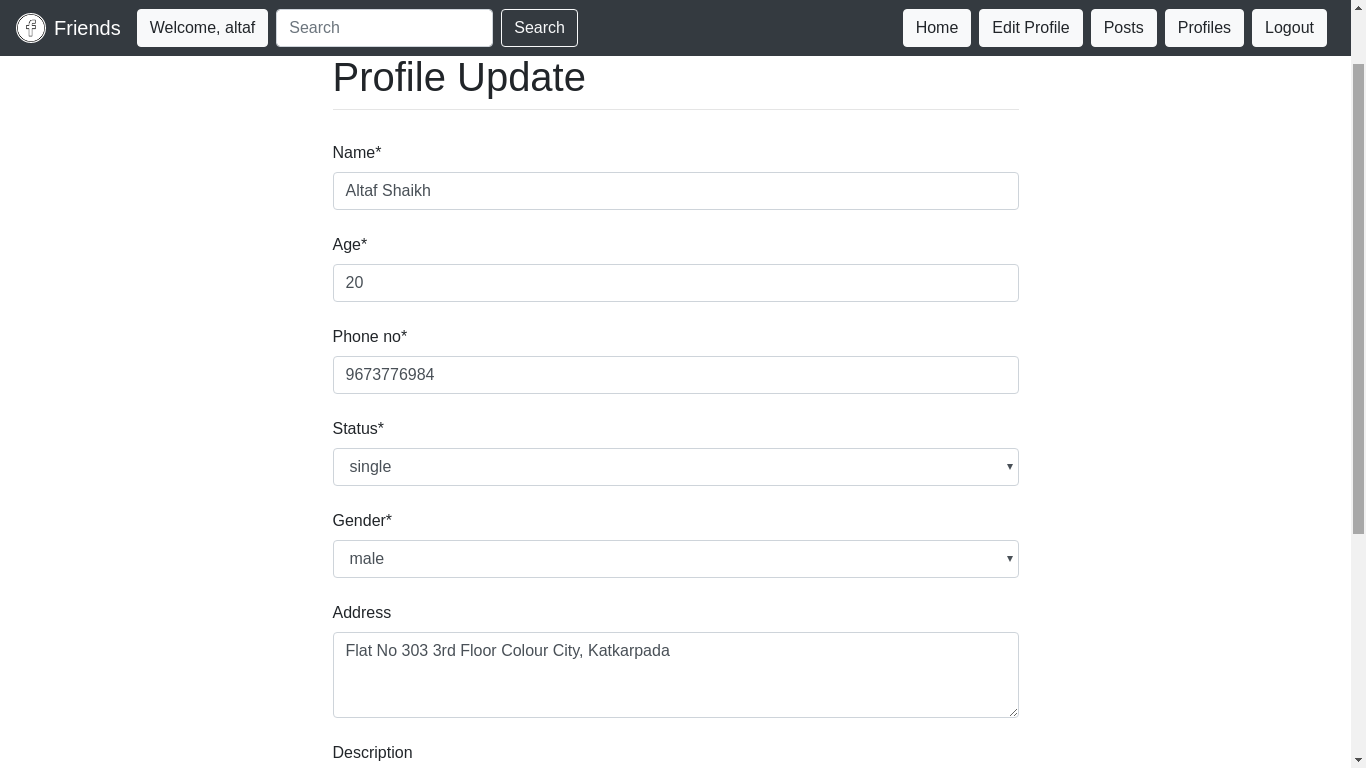 Friends
Welcome, altaf
Search
Search
Home
Edit Profile
Posts
Profiles
Logout
Profile Update
Name*
Altaf Shaikh
Age*
20
Phone no*
9673776984
Status*
single
Gender*
male
Address
Flat No 303 3rd Floor Colour City, Katkarpada
Description